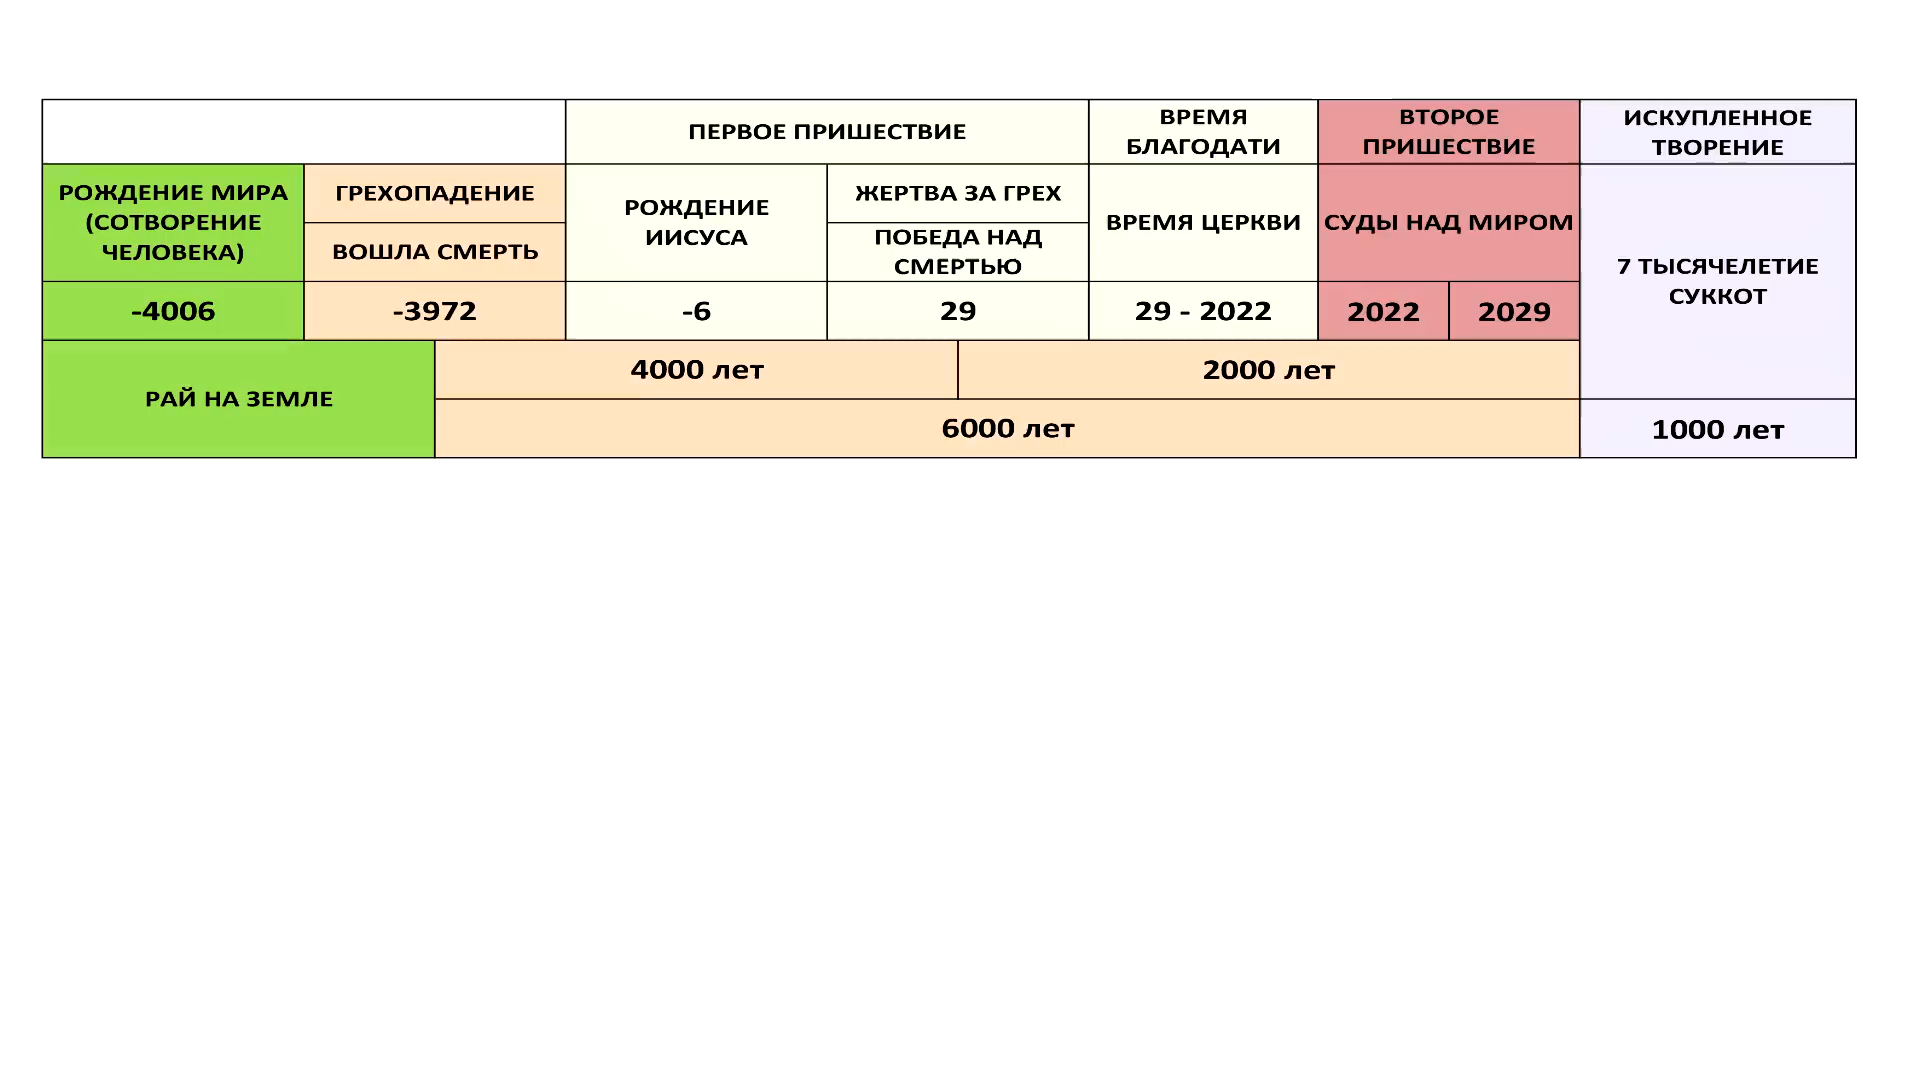 ПЕРВОЕ ПРИШЕСТВИЕ
ВРЕМЯ
БЛАГОДАТИ
ВТОРОЕ
ПРИШЕСТВИЕ
ИСКУПЛЕННОЕ
ТВОРЕНИЕ
РОЖДЕНИЕ МИРА
(СОТВОРЕНИЕ
ЧЕЛОВЕКА)
ГРЕХОПАДЕНИЕ
ВОШЛА СМЕРТЬ
РОЖДЕНИЕ
ИИСУСА
ЖЕРТВА ЗА ГРЕХ
ПОБЕДА НАД
СМЕРТЬЮ
ВРЕМЯ ЦЕРКВИ
СУДЫ НАД МИРОМ
7 ТЫСЯЧЕЛЕТИЕ
СУККОТ
-4006
-3972
-6
29
29 - 2022
2022
2029
РАЙ НА ЗЕМЛЕ
4000 лет
2000 лет
6000 лет
1000 лет